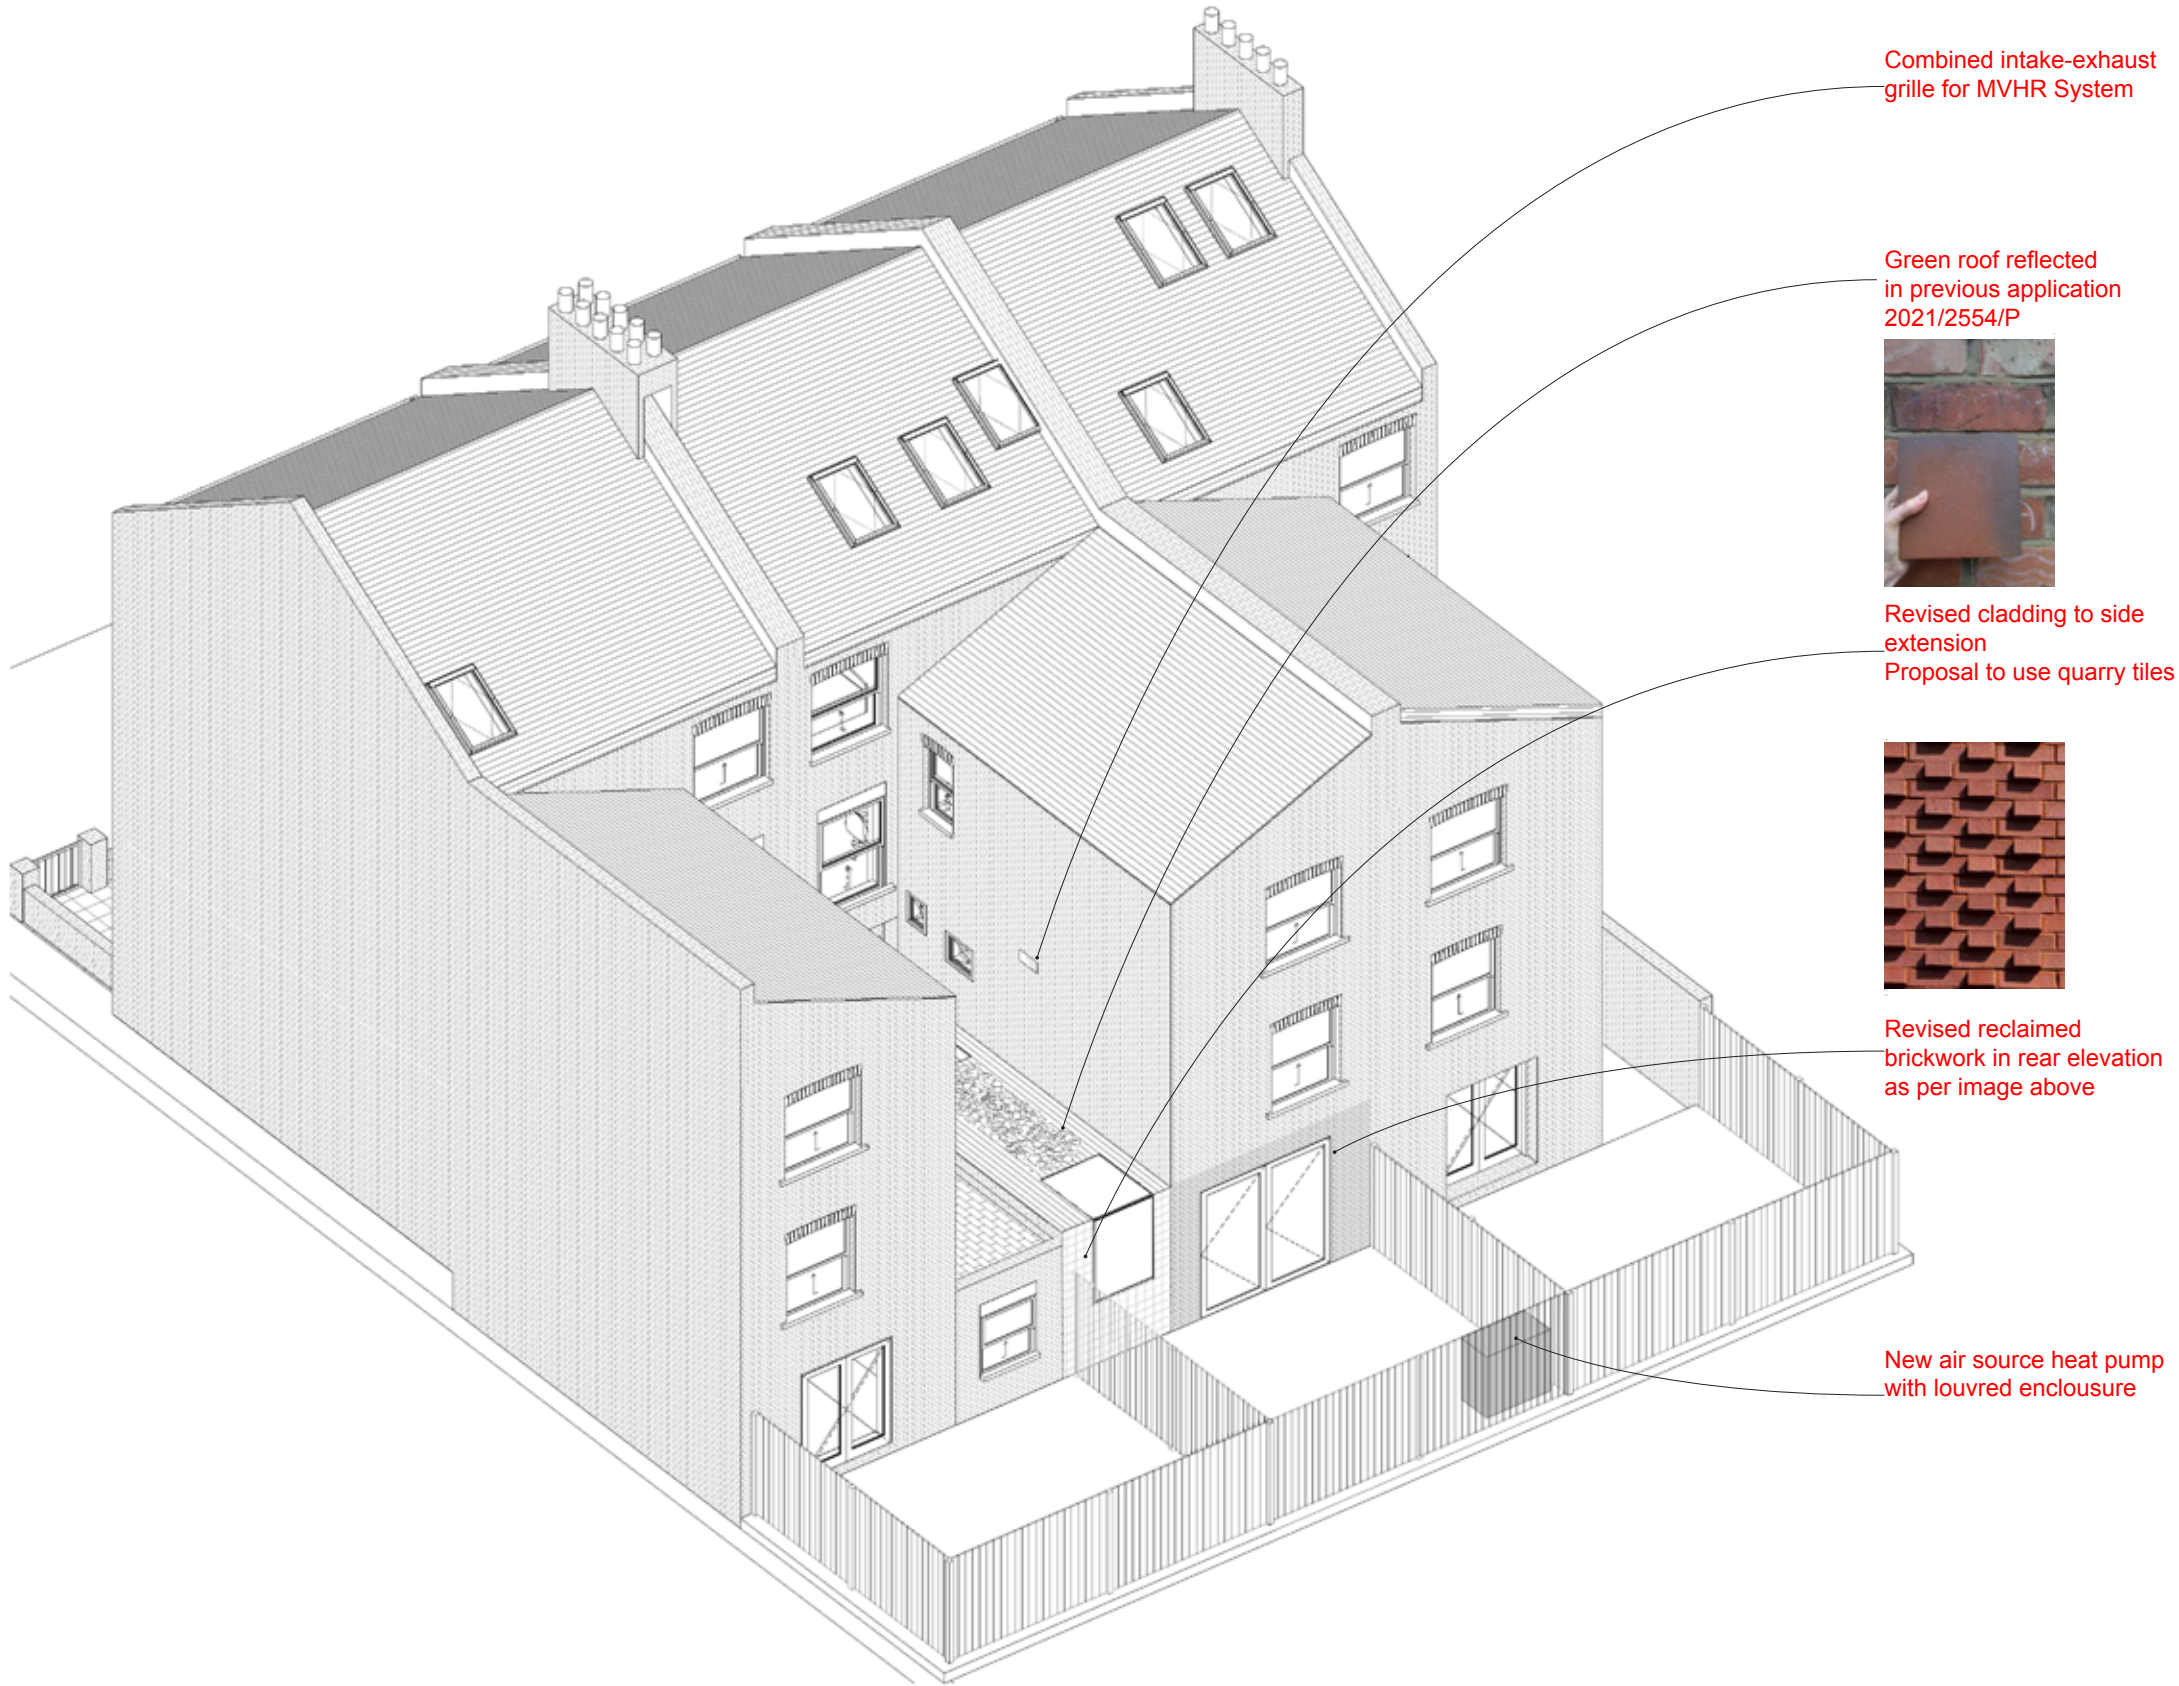 Combined intake-exhaust
grille for MVHR System
Green roof reflected
in previous application
2021/2554/P
Revised cladding to side
extension
Proposal to use quarry tiles
Revised reclaimed
brickwork in rear elevation
as per image above
New air source heat pump
with louvred enclousure